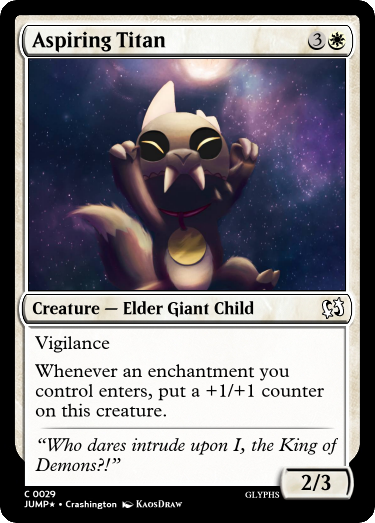 Aspiring Titan 3
Creature — Elder Giant Child
Vigilance
Whenever an enchantment you
control enters, put a +1/+1 counter
on this creature.
“Who dares intrude upon I, the King of
Demons?!”
2/3
C 0029
JUMP★ • Crashington KAOSDRAW
GLYPHS